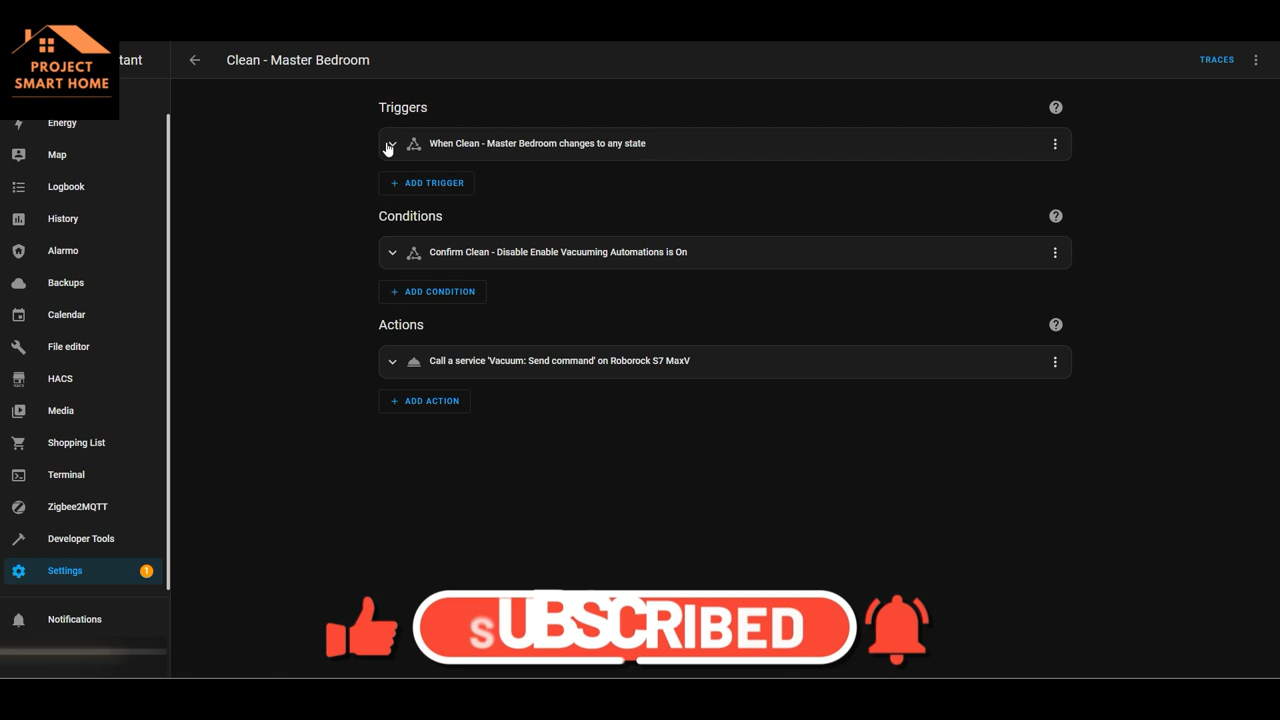 PROJECT
SMART HOME
tant
Clean - Master Bedroom
TRACES
Energy
Map
Logbook
History
Alarmo
Backups
Calendar
File editor
HACS
HACS
Media
Shopping List
Terminal
Zigbee2MQTT
Developer Tools
Settings
1
Notifications
Triggers
When Clean - Master Bedroom changes to any state
+ ADD TRIGGER
Conditions
Confirm Clean - Disable Enable Vacuuming Automations is On
+ ADD CONDITION
Actions
Call a service 'Vacuum: Send command' on Roborock S7 MaxV
+ ADD ACTION
SUBSCRIBED